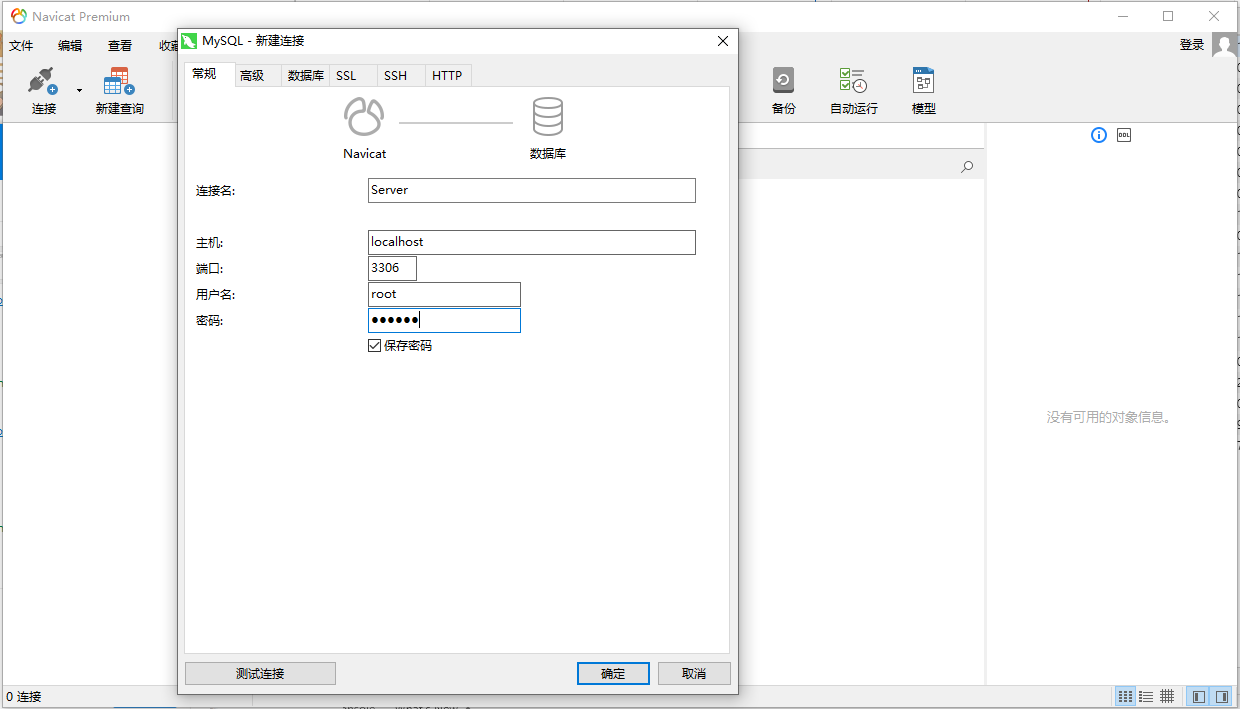 Navicat Premium
文件 编辑 查看 收藏
登录
连接 新建查询 备份 自动运行 模型
MySQL - 新建连接
常规 高级 数据库 SSL SSH HTTP
Navicat 数据库
连接名: Server
主机: localhost
端口: 3306
用户名: root
密码: ●●●●●●
保存密码
DDL
没有可用的对象信息。
测试连接 确定 取消
0 连接